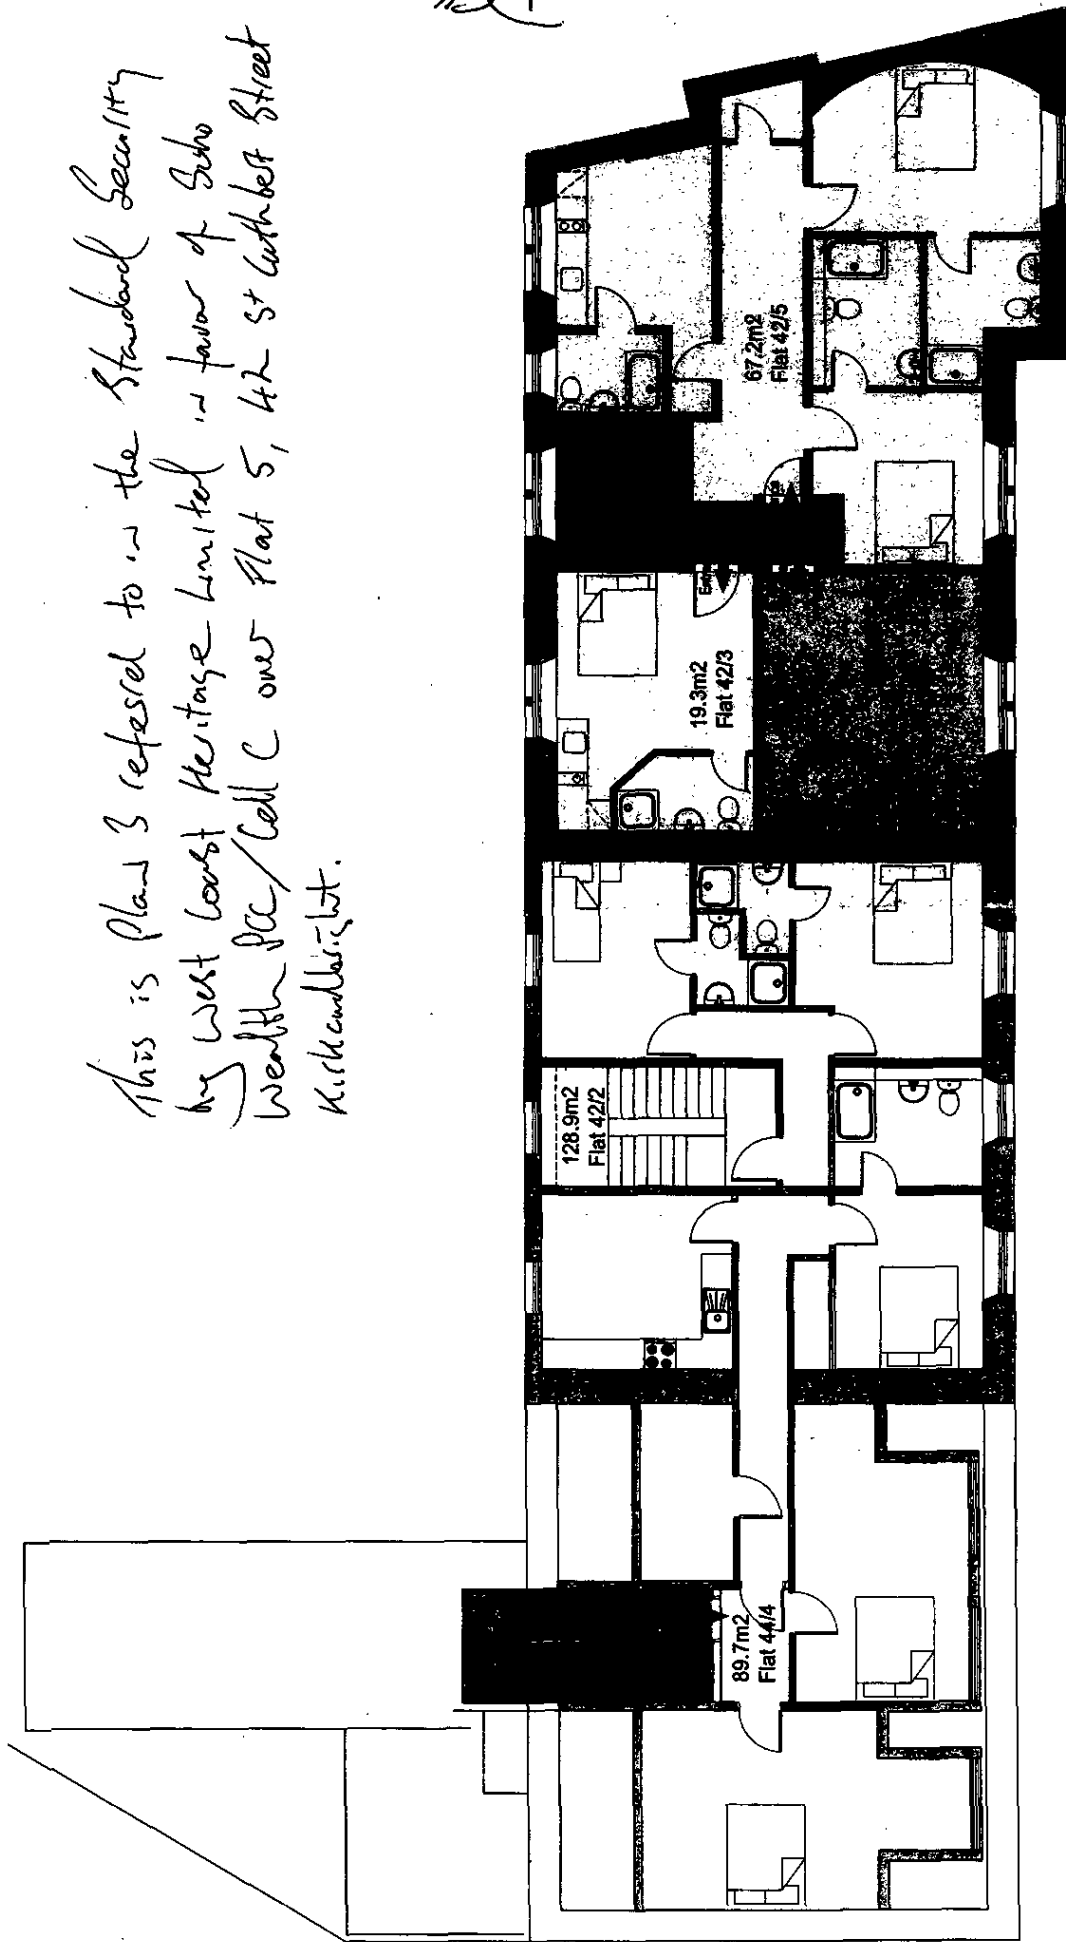 This is Plan 3 refered to in the Standard Security
by West Coast Heritage Limited in favour of Soho
Wealth PCC/Cell C over Flat 5, 42 St Cuthbert Street
Kirkcudbright.
67.2m2
Flat 42/5
19.3m2
Flat 42/3
128.9m2
Flat 42/2
89.7m2
Flat 44/4